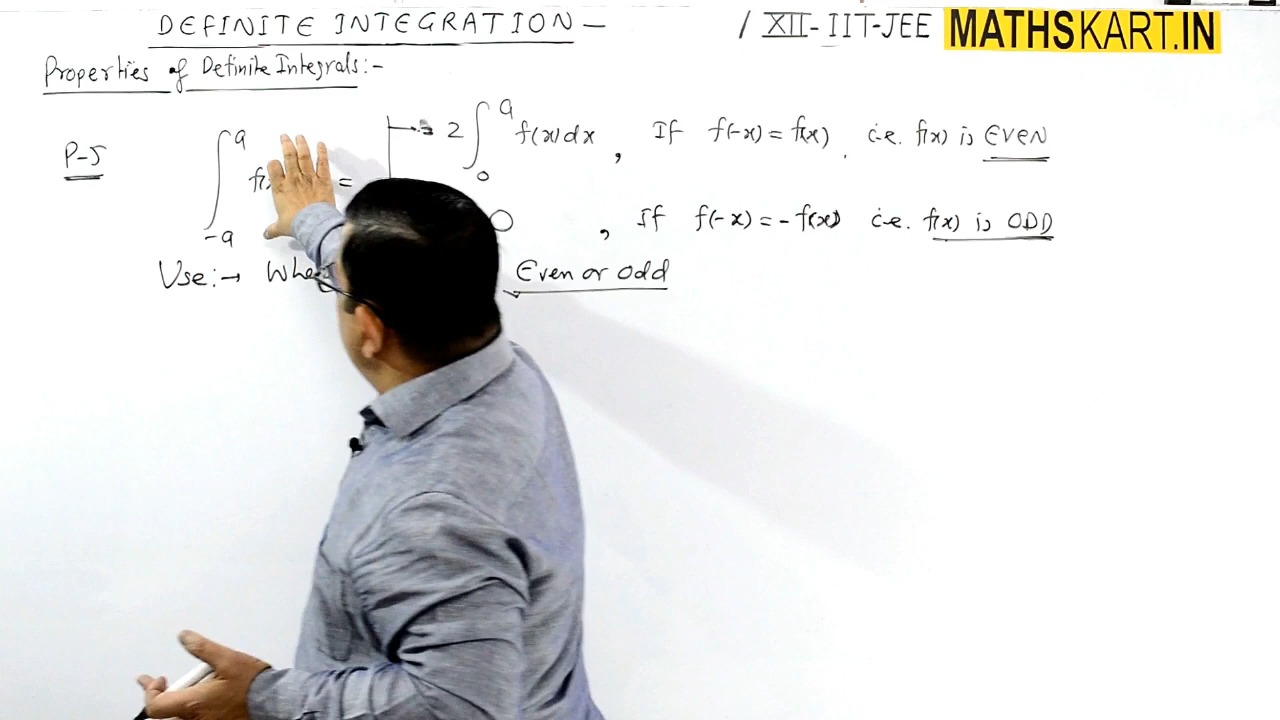 DEFINITE INTEGRATION – / XII-IIT-JEE MATHSKART.IN
Properties of Definite Integrals:-
P-5 ∫_{-a}^{a} f(x = → 2∫_{0}^{a} f(x)dx , If f(-x) = f(x) , i.e. f(x) is EVEN
0 , If f(-x) = - f(x) i.e. f(x) is ODD
Use:→ Even or odd